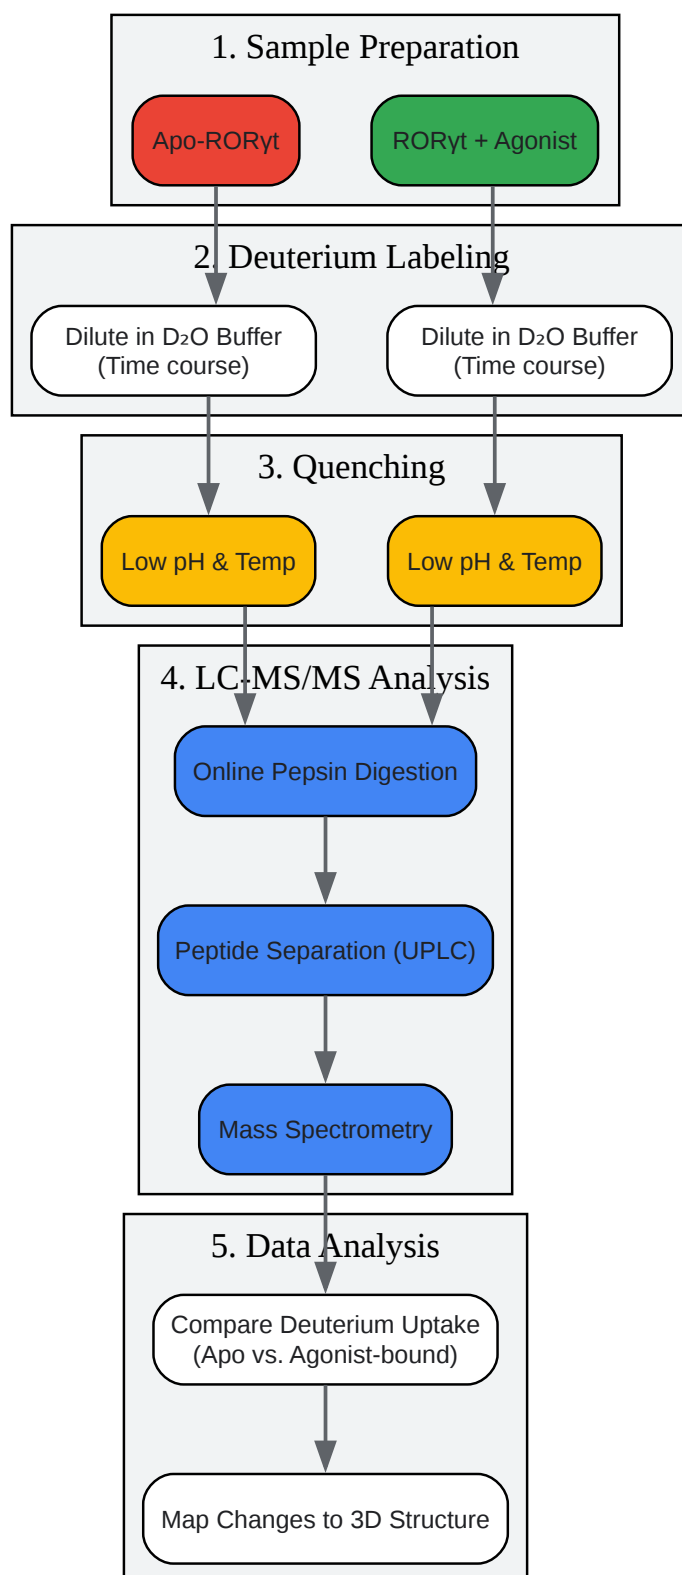 1. Sample Preparation
Apo-RORγt
RORγt + Agonist
2. Deuterium Labeling
Dilute in D₂O Buffer
(Time course)
Dilute in D₂O Buffer
(Time course)
3. Quenching
Low pH & Temp
Low pH & Temp
4. LC-MS/MS Analysis
Online Pepsin Digestion
Peptide Separation (UPLC)
Mass Spectrometry
5. Data Analysis
Compare Deuterium Uptake
(Apo vs. Agonist-bound)
Map Changes to 3D Structure